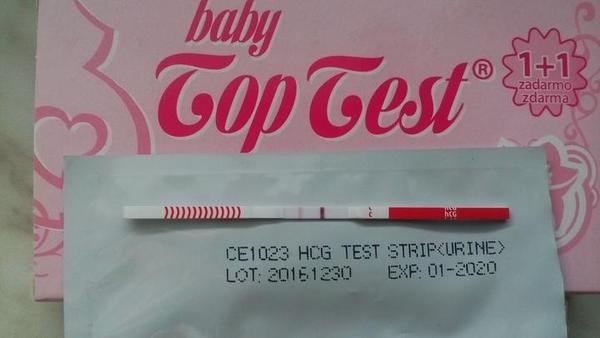 baby
Top Test®
1+1
zadarmo
zdarma
hCG
CE1023 HCG TEST STRIP(URINE)
LOT: 20161230 EXP: 01-2020